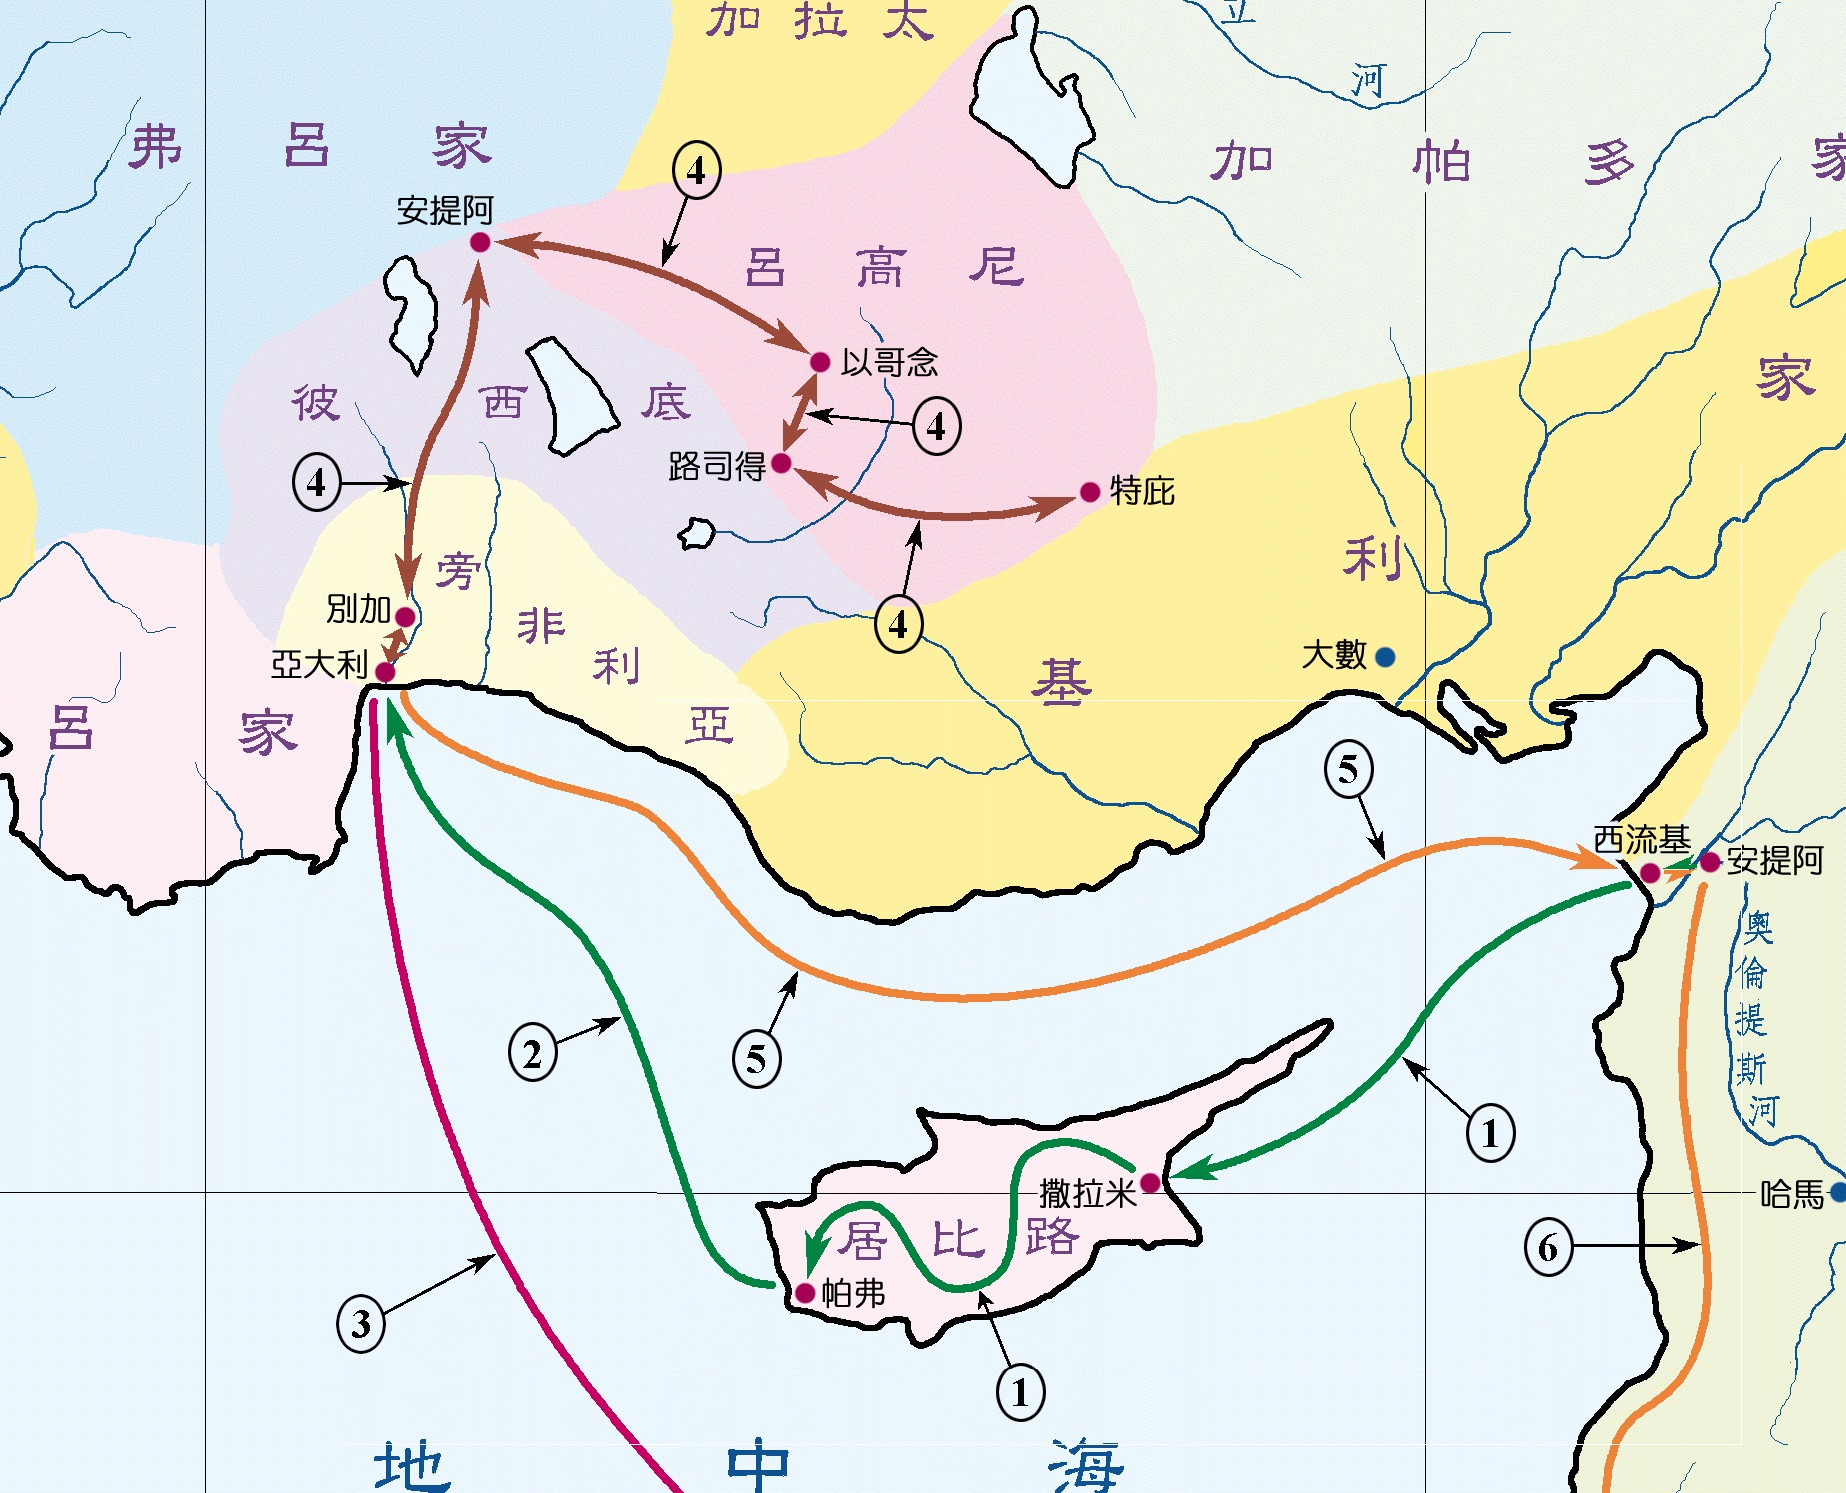 加拉太
立
河
弗呂家
加帕多家
④
安提阿
呂高尼
以哥念
家
彼西底
④
路司得
④
特庇
利
旁
非
利
亞
④
別加
大數
亞大利
基
呂家
⑤
西流基
安提阿
奧倫提斯河
②
⑤
①
撒拉米
哈馬
居比路
⑥
帕弗
③
①
地中海